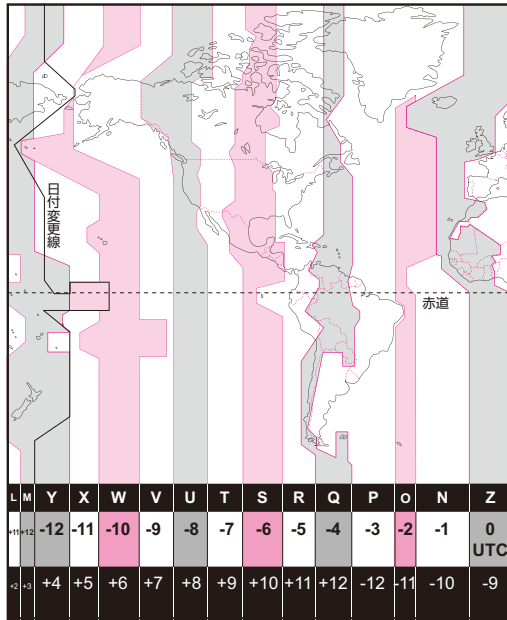 日付変更線
赤道
L M Y X W V U T S R Q P O N Z
+11 +12 -12 -11 -10 -9 -8 -7 -6 -5 -4 -3 -2 -1 0
UTC
+2 +3 +4 +5 +6 +7 +8 +9 +10 +11 +12 -12 -11 -10 -9